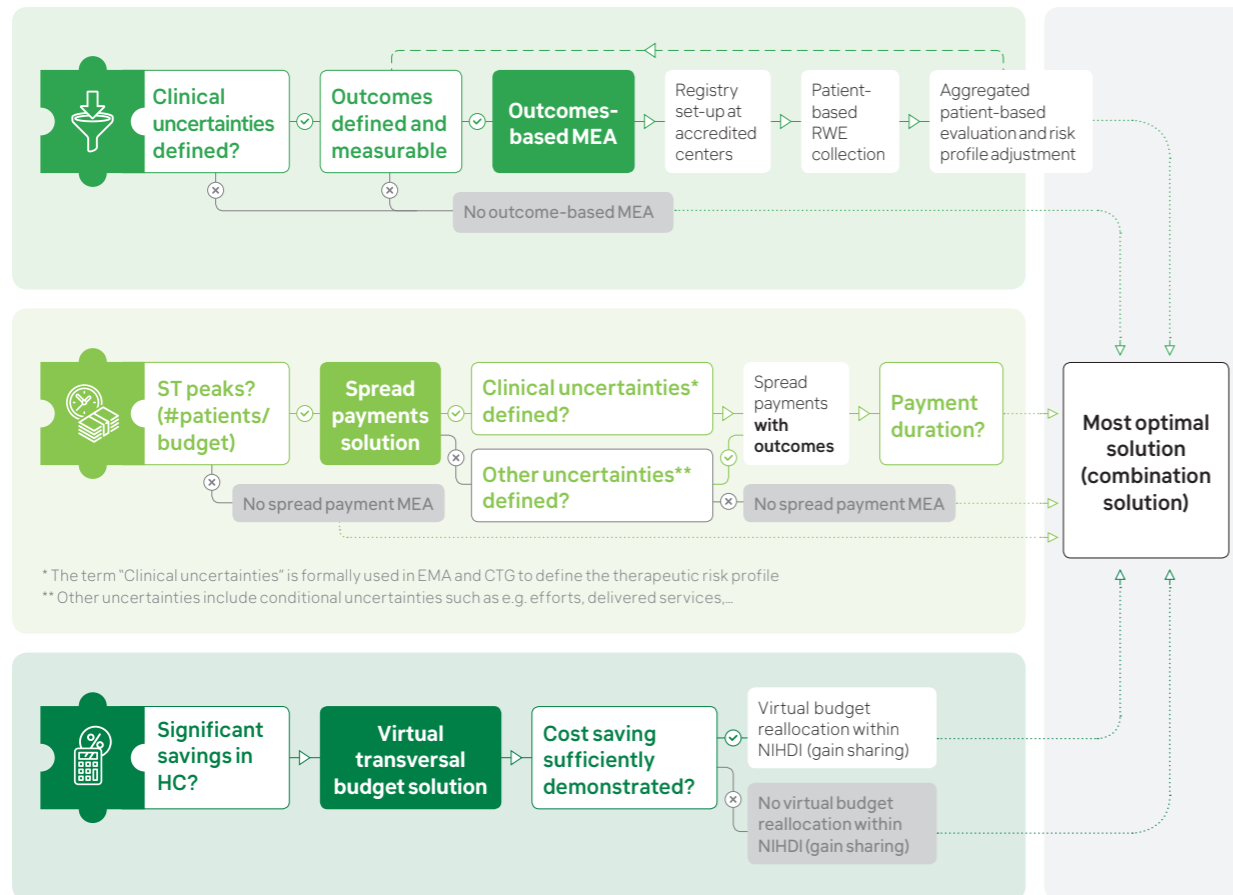 Clinical
uncertainties
defined?
Outcomes
defined and
measurable
Outcomes-
based MEA
Registry
set-up at
accredited
centers
Patient-
based
RWE
collection
Aggregated
patient-based
evaluation and risk
profile adjustment
No outcome-based MEA
ST peaks?
(#patients/
budget)
Spread
payments
solution
Clinical uncertainties*
defined?
Other uncertainties**
defined?
Spread
payments
with
outcomes
Payment
duration?
No spread payment MEA
No spread payment MEA
* The term "Clinical uncertainties" is formally used in EMA and CTG to define the therapeutic risk profile
** Other uncertainties include conditional uncertainties such as e.g. efforts, delivered services,...
Most optimal
solution
(combination
solution)
%
Significant
savings in
HC?
Virtual
transversal
budget solution
Cost saving
sufficiently
demonstrated?
Virtual budget
reallocation within
NIHDI (gain sharing)
No virtual budget
reallocation within
NIHDI (gain sharing)